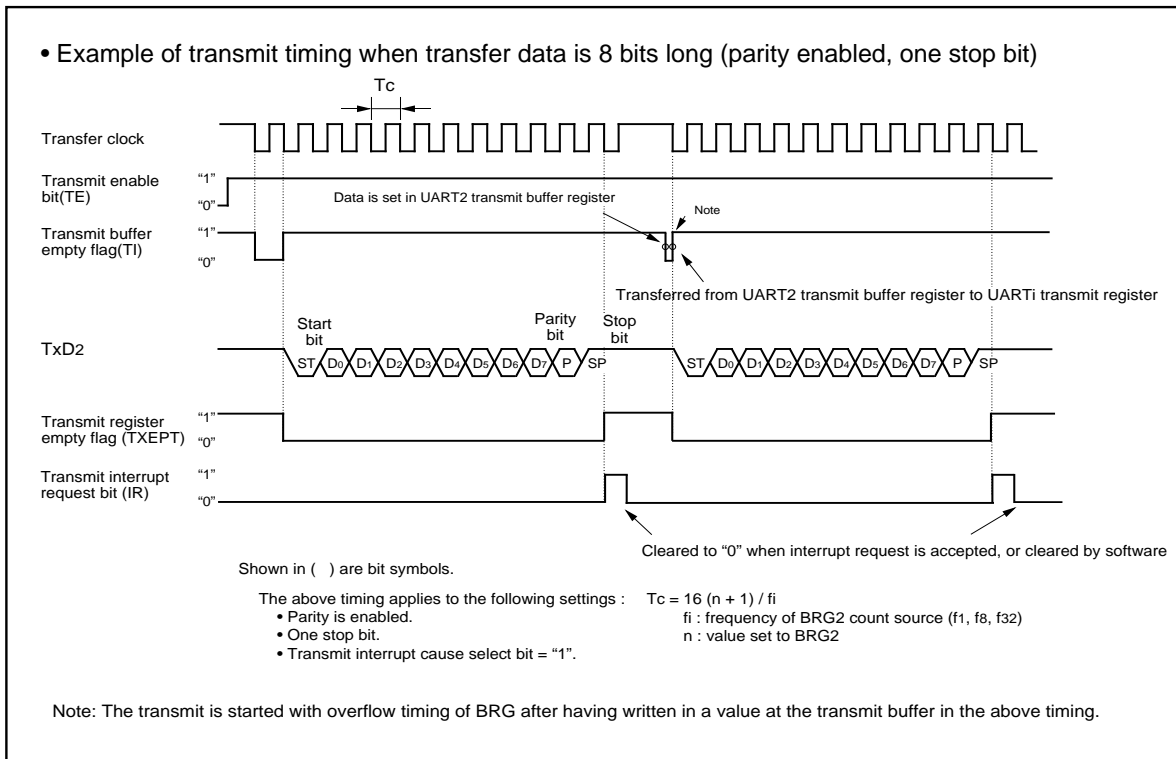 • Example of transmit timing when transfer data is 8 bits long (parity enabled, one stop bit)
Tc
Transfer clock
Transmit enable
bit(TE)
“1”
“0”
Data is set in UART2 transmit buffer register
Note
Transmit buffer
empty flag(TI)
“1”
“0”
Transferred from UART2 transmit buffer register to UARTi transmit register
Start
bit
Parity
bit
Stop
bit
TxD2
ST D0 D1 D2 D3 D4 D5 D6 D7 P SP
ST D0 D1 D2 D3 D4 D5 D6 D7 P SP
Transmit register
empty flag (TXEPT)
“1”
“0”
Transmit interrupt
request bit (IR)
“1”
“0”
Cleared to “0” when interrupt request is accepted, or cleared by software
Shown in ( ) are bit symbols.
The above timing applies to the following settings :
• Parity is enabled.
• One stop bit.
• Transmit interrupt cause select bit = “1”.
Tc = 16 (n + 1) / fi
fi : frequency of BRG2 count source (f1, f8, f32)
n : value set to BRG2
Note: The transmit is started with overflow timing of BRG after having written in a value at the transmit buffer in the above timing.